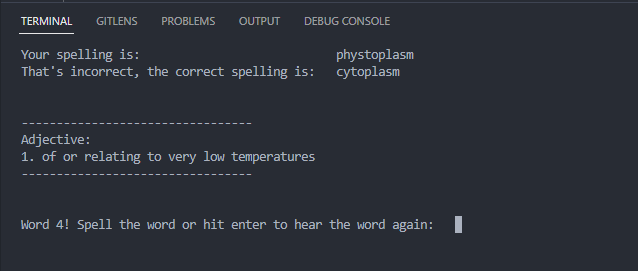 TERMINAL GITLENS PROBLEMS OUTPUT DEBUG CONSOLE
Your spelling is: phystoplasm
That's incorrect, the correct spelling is: cytoplasm
---------------------------------
Adjective:
1. of or relating to very low temperatures
---------------------------------
Word 4! Spell the word or hit enter to hear the word again: